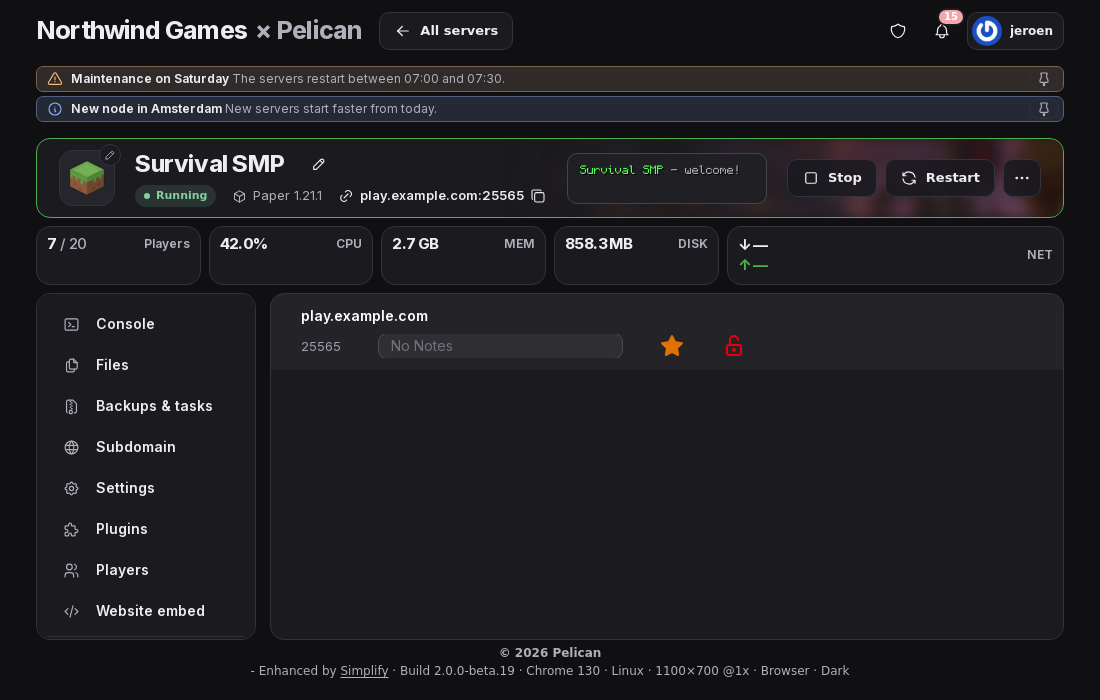 Northwind Games × Pelican
All servers
15
jeroen
Maintenance on Saturday The servers restart between 07:00 and 07:30.
New node in Amsterdam New servers start faster from today.
Survival SMP
Running
Paper 1.21.1
play.example.com:25565
Survival SMP — welcome!
Stop
Restart
7 / 20 Players
42.0% CPU
2.7 GB MEM
858.3 MB DISK
↓—
↑—
NET
Console
Files
Backups & tasks
Subdomain
Settings
Plugins
Players
Website embed
play.example.com
25565
No Notes
© 2026 Pelican
- Enhanced by Simplify · Build 2.0.0-beta.19 · Chrome 130 · Linux · 1100×700 @1x · Browser · Dark